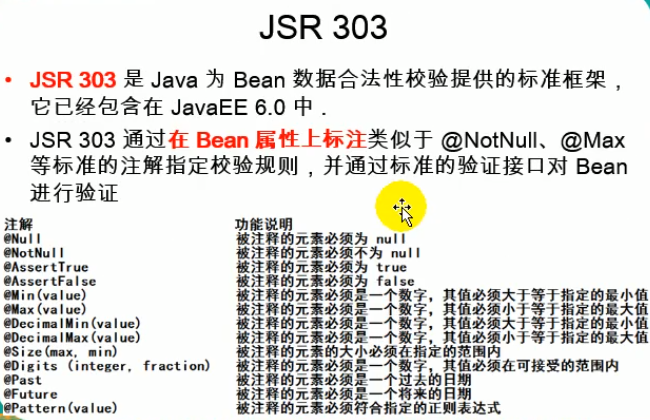 JSR 303
• JSR 303 是 Java 为 Bean 数据合法性校验提供的标准框架，
它已经包含在 JavaEE 6.0 中 .
• JSR 303 通过在 Bean 属性上标注类似于 @NotNull、@Max
等标准的注解指定校验规则，并通过标准的验证接口对 Bean
进行验证
注解 功能说明
@Null 被注释的元素必须为 null
@NotNull 被注释的元素必须不为 null
@AssertTrue 被注释的元素必须为 true
@AssertFalse 被注释的元素必须为 false
@Min(value) 被注释的元素必须是一个数字，其值必须大于等于指定的最小值
@Max(value) 被注释的元素必须是一个数字，其值必须小于等于指定的最大值
@DecimalMin(value) 被注释的元素必须是一个数字，其值必须大于等于指定的最小值
@DecimalMax(value) 被注释的元素必须是一个数字，其值必须小于等于指定的最大值
@Size(max, min) 被注释的元素的大小必须在指定的范围内
@Digits (integer, fraction) 被注释的元素必须是一个数字，其值必须在可接受的范围内
@Past 被注释的元素必须是一个过去的日期
@Future 被注释的元素必须是一个将来的日期
@Pattern(value) 被注释的元素必须符合指定的正则表达式